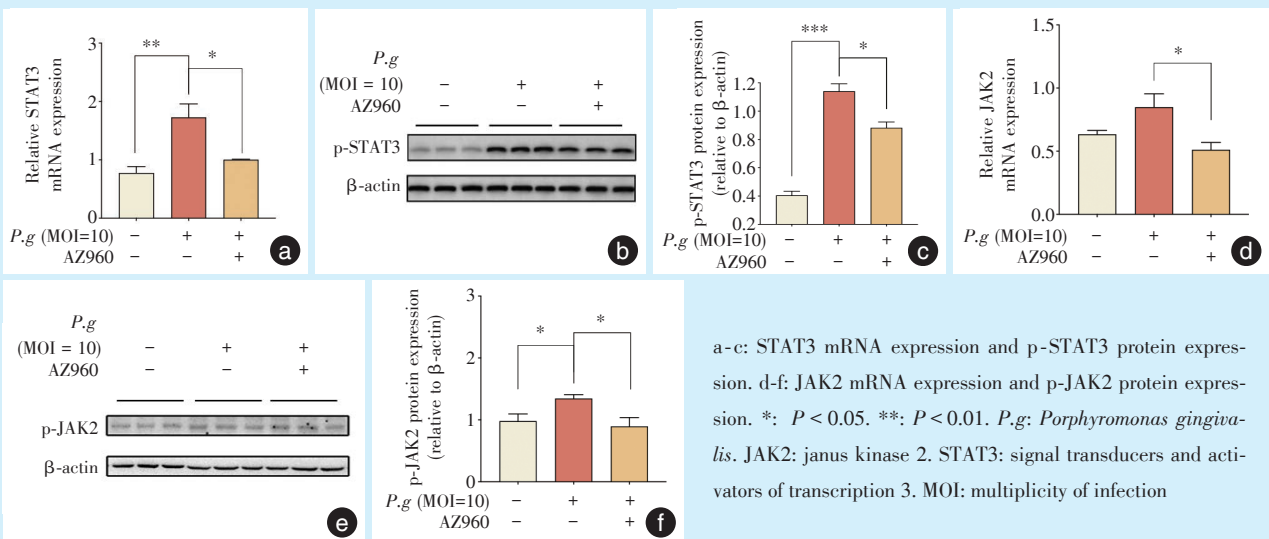 Relative STAT3
mRNA expression
3
2
1
0
**
*
P.g (MOI=10) - + +
AZ960 - - +
a
P.g
(MOI = 10) - + +
AZ960 - - +
p-STAT3
β-actin
b
p-STAT3 protein expression
(relative to β-actin)
1.2
1.0
0.8
0.6
0.4
0.2
***
*
P.g (MOI=10) - + +
AZ960 - - +
c
Relative JAK2
mRNA expression
1.5
1.0
0.5
0.0
*
P.g (MOI=10) - + +
AZ960 - - +
d
P.g
(MOI = 10) - + +
AZ960 - - +
p-JAK2
β-actin
e
p-JAK2 protein expression
(relative to β-actin)
3
2
1
0
*
*
P.g (MOI=10) - + +
AZ960 - - +
f
a-c: STAT3 mRNA expression and p-STAT3 protein expres-
sion. d-f: JAK2 mRNA expression and p-JAK2 protein expres-
sion. *: P < 0.05. **: P < 0.01. P.g: Porphyromonas gingiva-
lis. JAK2: janus kinase 2. STAT3: signal transducers and acti-
vators of transcription 3. MOI: multiplicity of infection